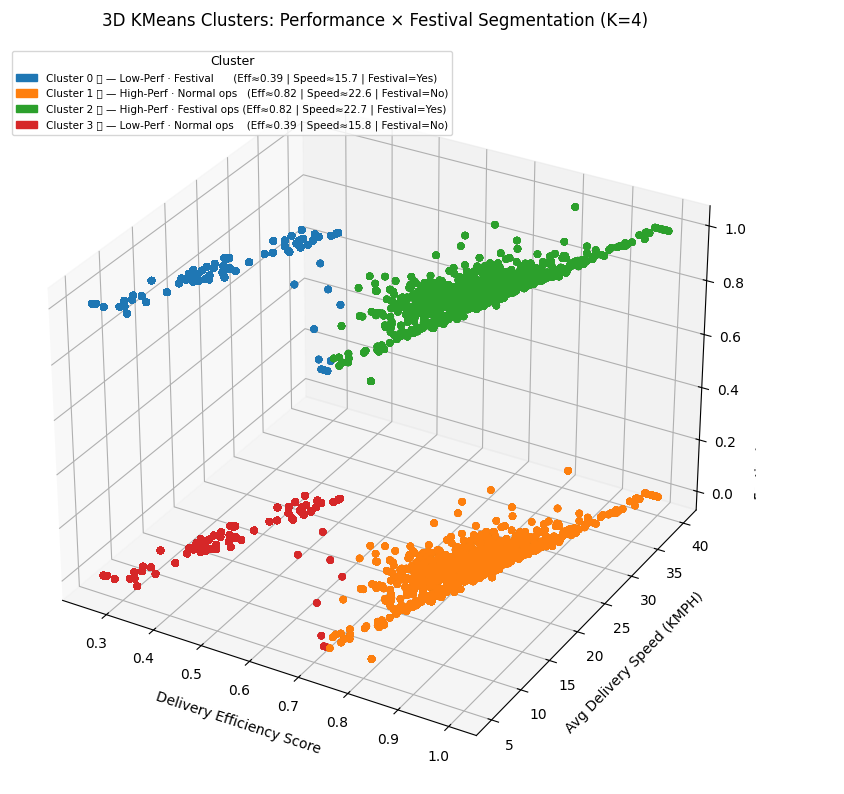 3D KMeans Clusters: Performance × Festival Segmentation (K=4)
Cluster
Cluster 0 ▯ — Low-Perf · Festival (Eff≈0.39 | Speed≈15.7 | Festival=Yes)
Cluster 1 ▯ — High-Perf · Normal ops (Eff≈0.82 | Speed≈22.6 | Festival=No)
Cluster 2 ▯ — High-Perf · Festival ops (Eff≈0.82 | Speed≈22.7 | Festival=Yes)
Cluster 3 ▯ — Low-Perf · Normal ops (Eff≈0.39 | Speed≈15.8 | Festival=No)
1.0
0.8
0.6
0.4
0.2
0.0
40
35
30
25
20
15
10
5
Avg Delivery Speed (KMPH)
0.3
0.4
0.5
0.6
0.7
0.8
0.9
1.0
Delivery Efficiency Score